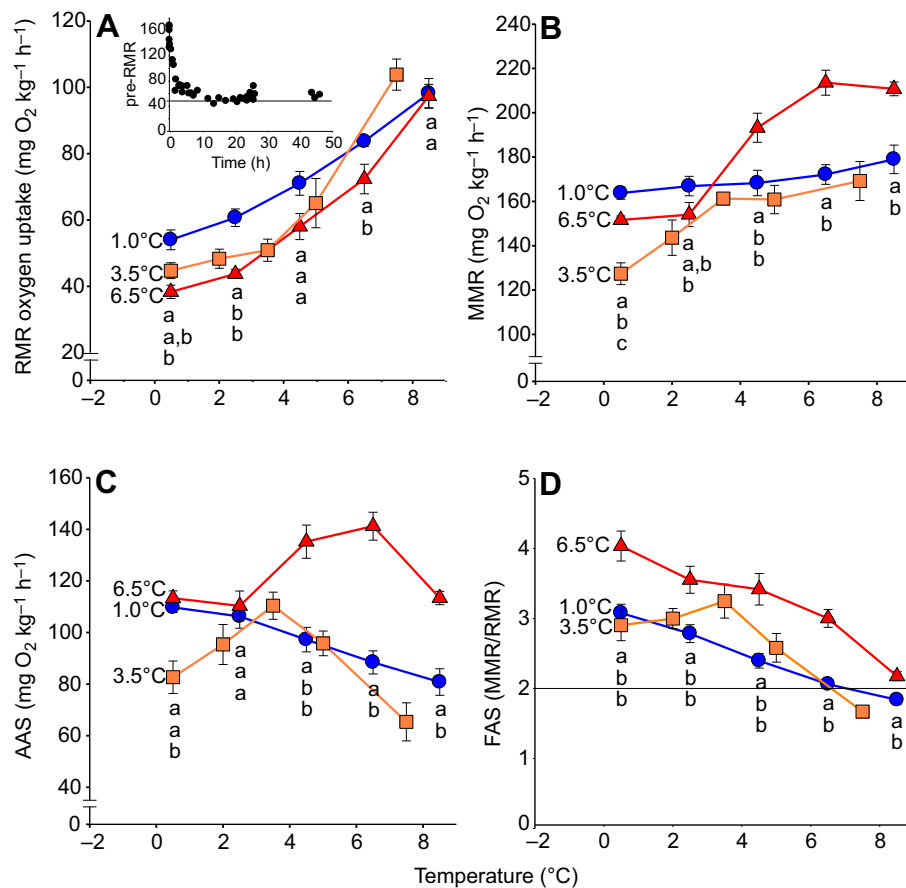 A
RMR oxygen uptake (mg O₂ kg⁻¹ h⁻¹)
120
100
80
60
40
20
0
–2
0
2
4
6
8
pre-RMR
160
120
80
40
0
0
10
20
30
40
50
Time (h)
1.0°C
3.5°C
6.5°C
a
a,b
b
a
b
b
a
a
a
a
b
a
a
B
MMR (mg O₂ kg⁻¹ h⁻¹)
240
220
200
180
160
140
120
100
0
–2
0
2
4
6
8
1.0°C
6.5°C
3.5°C
a
b
c
a
a,b
b
a
b
b
a
b
a
b
C
AAS (mg O₂ kg⁻¹ h⁻¹)
160
140
120
100
80
60
40
0
–2
0
2
4
6
8
6.5°C
1.0°C
3.5°C
a
a
b
a
a
a
a
b
b
a
b
a
b
D
FAS (MMR/RMR)
5
4
3
2
1
0
–2
0
2
4
6
8
6.5°C
1.0°C
3.5°C
a
b
b
a
b
b
a
b
b
a
b
a
b
Temperature (°C)